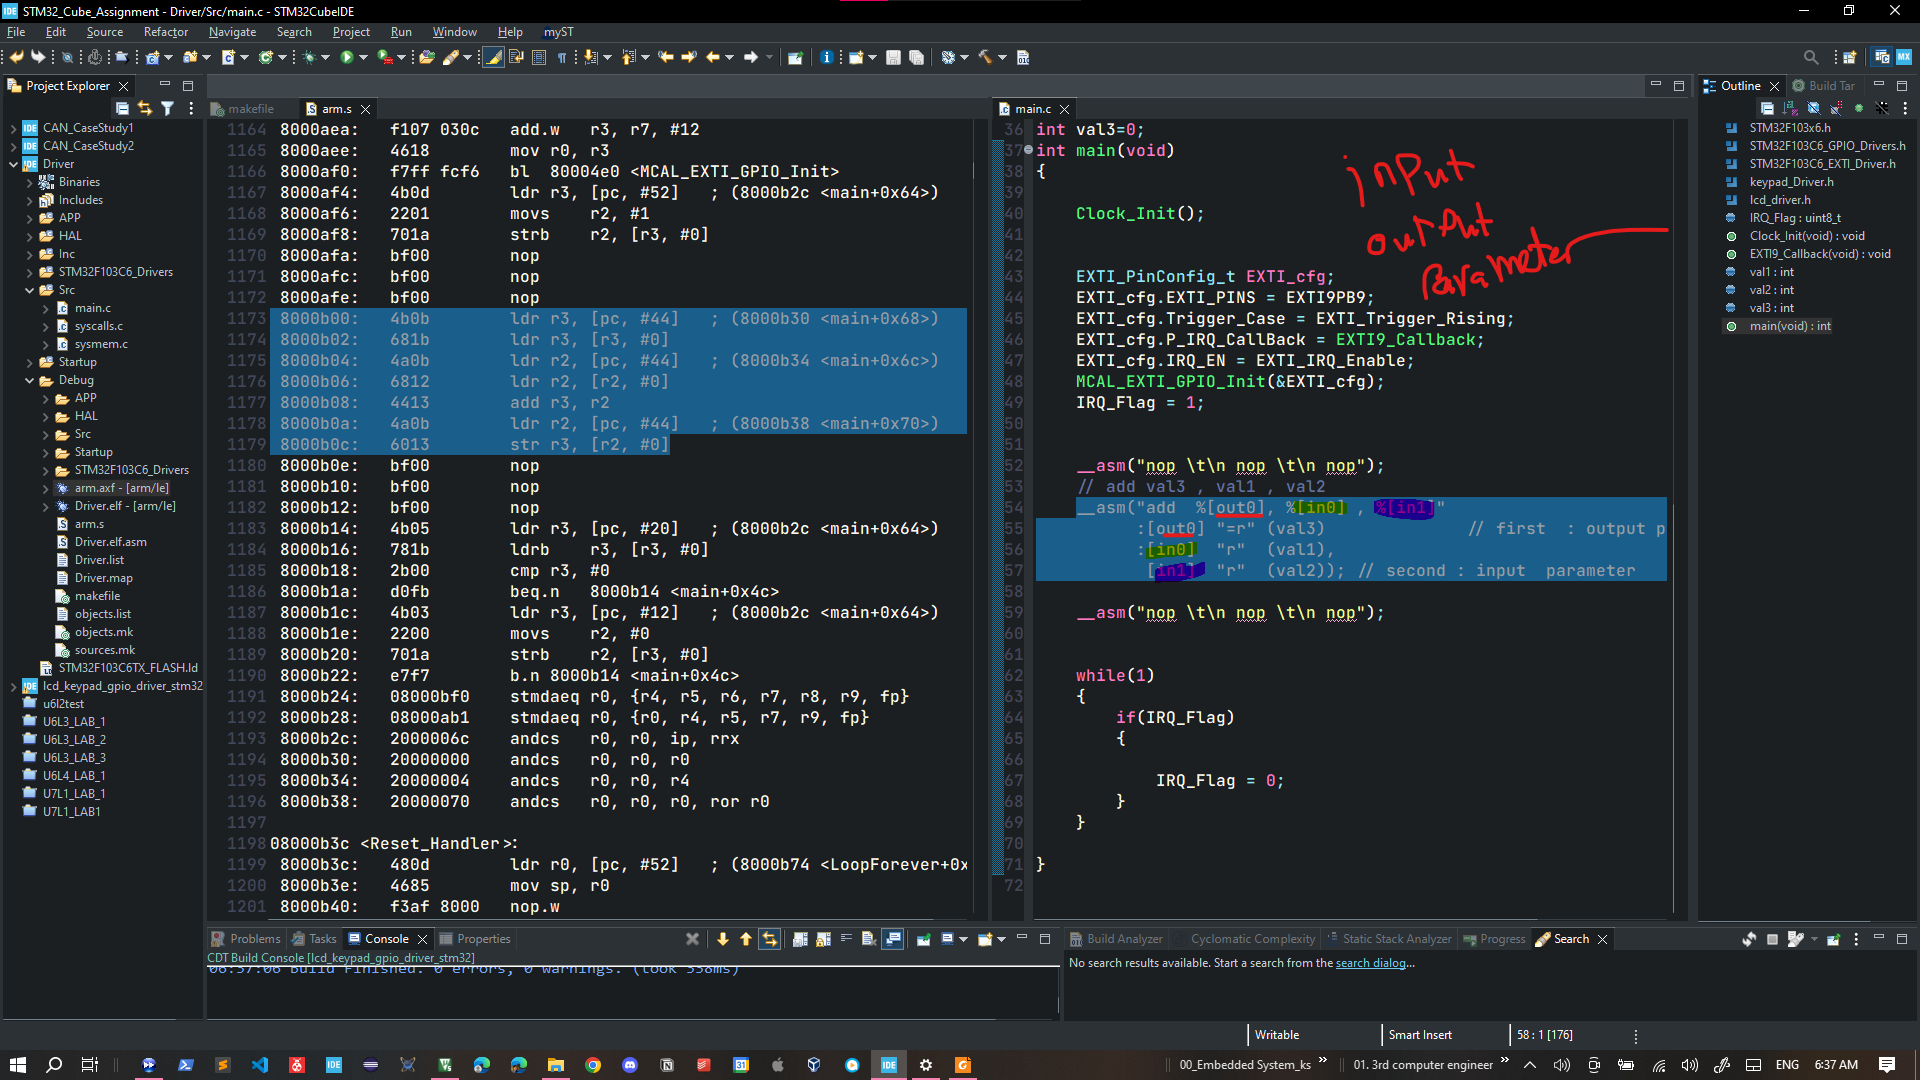 STM32_Cube_Assignment - Driver/Src/main.c - STM32CubeIDE
File Edit Source Refactor Navigate Search Project Run Window Help myST
Project Explorer
CAN_CaseStudy1
CAN_CaseStudy2
Driver
Binaries
Includes
APP
HAL
Inc
STM32F103C6_Drivers
Src
main.c
syscalls.c
sysmem.c
Startup
Debug
APP
HAL
Src
Startup
STM32F103C6_Drivers
arm.axf - [arm/le]
Driver.elf - [arm/le]
arm.s
Driver.elf.asm
Driver.list
Driver.map
makefile
objects.list
objects.mk
sources.mk
STM32F103C6TX_FLASH.ld
lcd_keypad_gpio_driver_stm32
u6l2test
U6L3_LAB_1
U6L3_LAB_2
U6L3_LAB_3
U6L4_LAB_1
U7L1_LAB_1
U7L1_LAB1
makefile arm.s
1164 8000aea: f107 030c add.w r3, r7, #12
1165 8000aee: 4618 mov r0, r3
1166 8000af0: f7ff fcf6 bl 80004e0 <MCAL_EXTI_GPIO_Init>
1167 8000af4: 4b0d ldr r3, [pc, #52] ; (8000b2c <main+0x64>)
1168 8000af6: 2201 movs r2, #1
1169 8000af8: 701a strb r2, [r3, #0]
1170 8000afa: bf00 nop
1171 8000afc: bf00 nop
1172 8000afe: bf00 nop
1173 8000b00: 4b0b ldr r3, [pc, #44] ; (8000b30 <main+0x68>)
1174 8000b02: 681b ldr r3, [r3, #0]
1175 8000b04: 4a0b ldr r2, [pc, #44] ; (8000b34 <main+0x6c>)
1176 8000b06: 6812 ldr r2, [r2, #0]
1177 8000b08: 4413 add r3, r2
1178 8000b0a: 4a0b ldr r2, [pc, #44] ; (8000b38 <main+0x70>)
1179 8000b0c: 6013 str r3, [r2, #0]
1180 8000b0e: bf00 nop
1181 8000b10: bf00 nop
1182 8000b12: bf00 nop
1183 8000b14: 4b05 ldr r3, [pc, #20] ; (8000b2c <main+0x64>)
1184 8000b16: 781b ldrb r3, [r3, #0]
1185 8000b18: 2b00 cmp r3, #0
1186 8000b1a: d0fb beq.n 8000b14 <main+0x4c>
1187 8000b1c: 4b03 ldr r3, [pc, #12] ; (8000b2c <main+0x64>)
1188 8000b1e: 2200 movs r2, #0
1189 8000b20: 701a strb r2, [r3, #0]
1190 8000b22: e7f7 b.n 8000b14 <main+0x4c>
1191 8000b24: 08000bf0 stmdaeq r0, {r4, r5, r6, r7, r8, r9, fp}
1192 8000b28: 08000ab1 stmdaeq r0, {r0, r4, r5, r7, r9, fp}
1193 8000b2c: 2000006c andcs r0, r0, ip, rrx
1194 8000b30: 20000000 andcs r0, r0, r0
1195 8000b34: 20000004 andcs r0, r0, r4
1196 8000b38: 20000070 andcs r0, r0, r0, ror r0
1197
1198 08000b3c <Reset_Handler>:
1199 8000b3c: 480d ldr r0, [pc, #52] ; (8000b74 <LoopForever+0x
1200 8000b3e: 4685 mov sp, r0
1201 8000b40: f3af 8000 nop.w
main.c
36 int val3=0;
37 int main(void)
38 {
39
40 Clock_Init();
41
42
43 EXTI_PinConfig_t EXTI_cfg;
44 EXTI_cfg.EXTI_PINS = EXTI9PB9;
45 EXTI_cfg.Trigger_Case = EXTI_Trigger_Rising;
46 EXTI_cfg.P_IRQ_CallBack = EXTI9_Callback;
47 EXTI_cfg.IRQ_EN = EXTI_IRQ_Enable;
48 MCAL_EXTI_GPIO_Init(&EXTI_cfg);
49 IRQ_Flag = 1;
50
51
52 __asm("nop \t\n nop \t\n nop");
53 // add val3 , val1 , val2
54 __asm("add %[out0], %[in0] , %[in1]"
55 :[out0] "=r" (val3) // first : output p
56 :[in0] "r" (val1),
57 [in1] "r" (val2)); // second : input parameter
58
59 __asm("nop \t\n nop \t\n nop");
60
61
62 while(1)
63 {
64 if(IRQ_Flag)
65 {
66
67 IRQ_Flag = 0;
68 }
69 }
70
71 }
72
input
output
Parameter
Outline Build Tar
STM32F103x6.h
STM32F103C6_GPIO_Drivers.h
STM32F103C6_EXTI_Driver.h
keypad_Driver.h
lcd_driver.h
IRQ_Flag : uint8_t
Clock_Init(void) : void
EXTI9_Callback(void) : void
val1 : int
val2 : int
val3 : int
main(void) : int
Problems Tasks Console Properties
CDT Build Console [lcd_keypad_gpio_driver_stm32]
06:37:06 Build Finished. 0 errors, 0 warnings. (took 558ms)
Build Analyzer Cyclomatic Complexity Static Stack Analyzer Progress Search
No search results available. Start a search from the search dialog...
Writable Smart Insert 58 : 1 [176]
00_Embedded System_ks 01. 3rd computer engineer ENG 6:37 AM